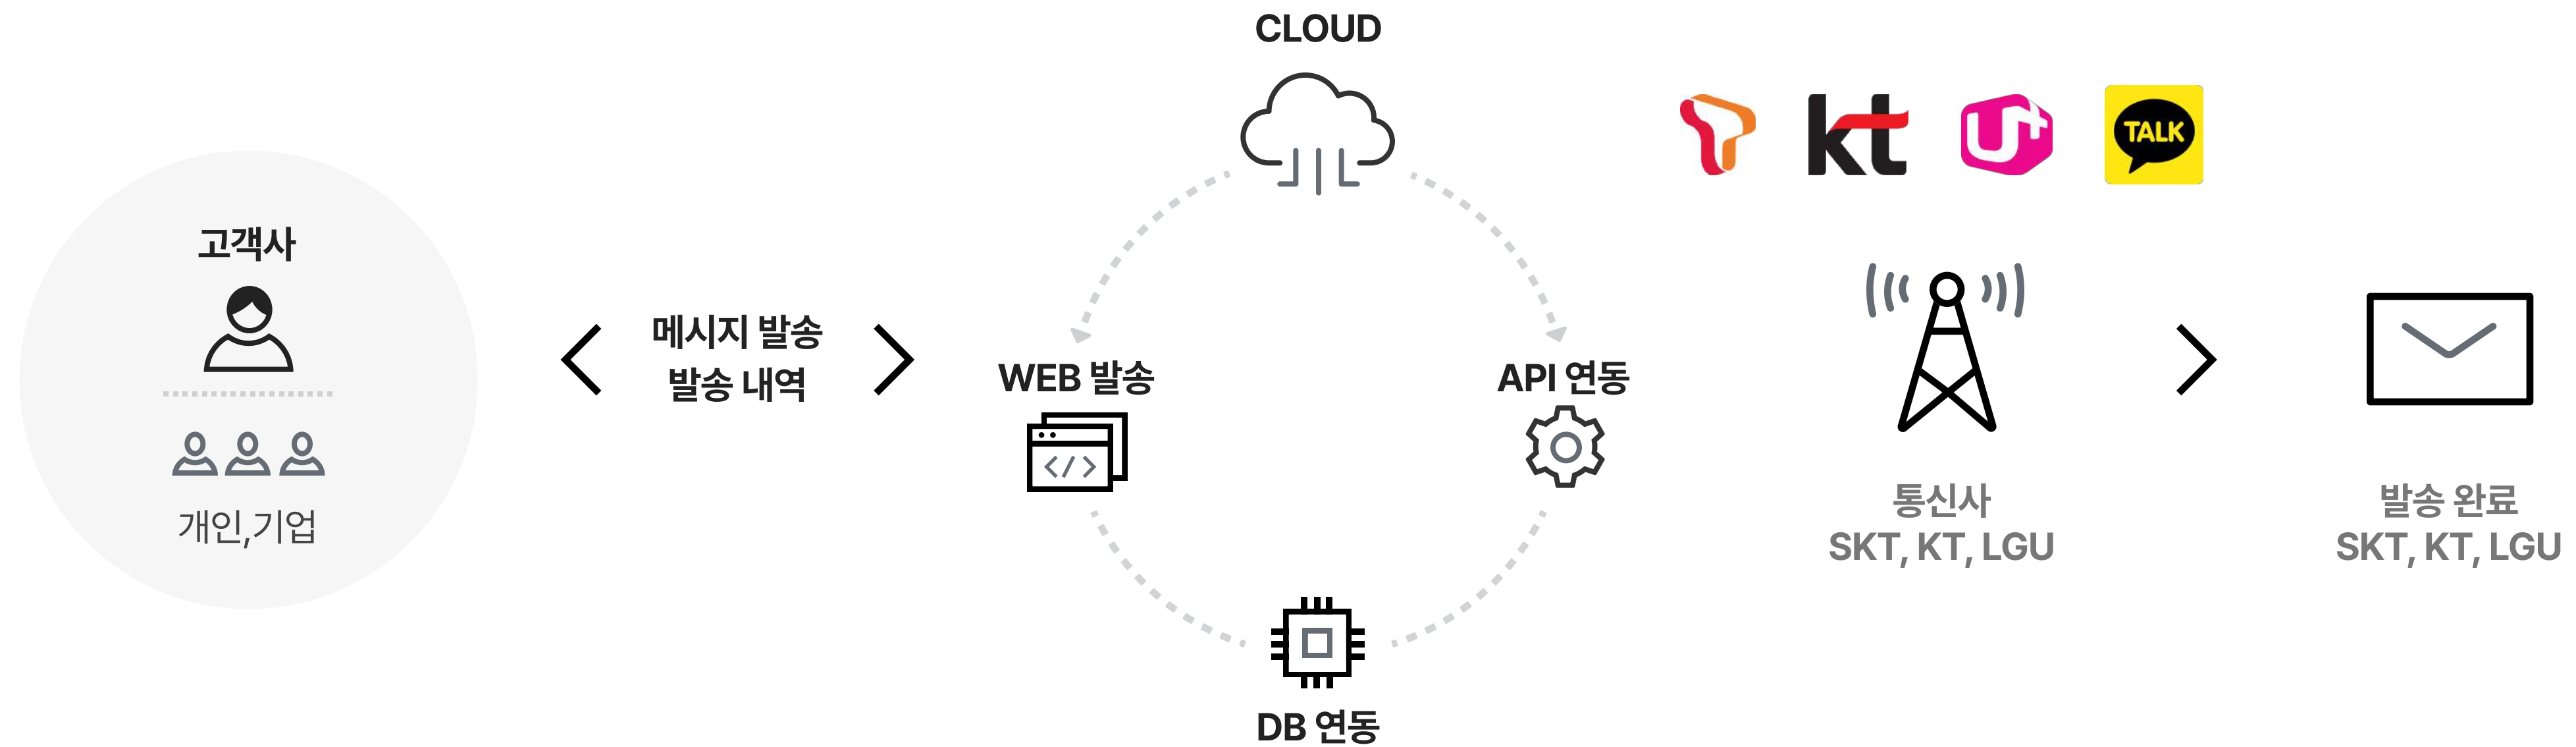 고객사
개인,기업
메시지 발송
발송 내역
CLOUD
WEB 발송
API 연동
DB 연동
kt
U+
TALK
통신사
SKT, KT, LGU
발송 완료
SKT, KT, LGU